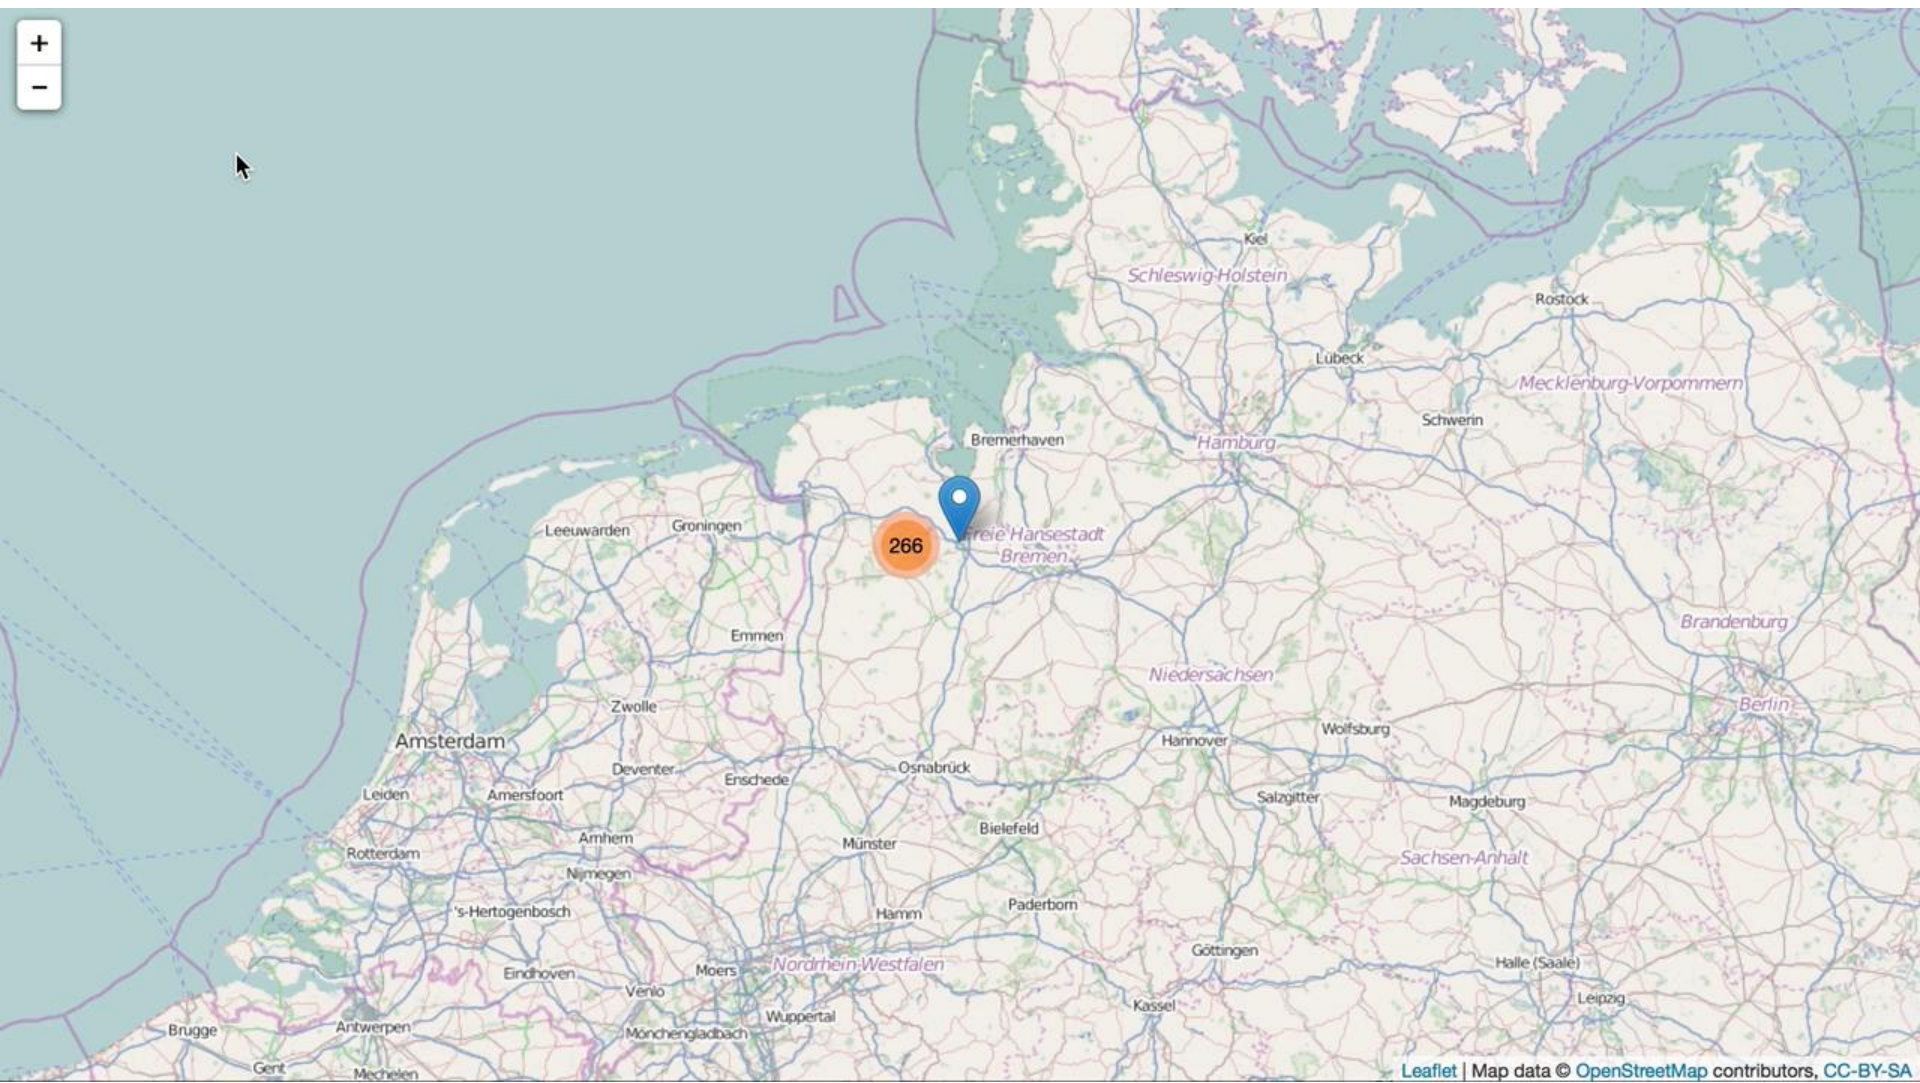 +
−
Kiel
Schleswig-Holstein
Rostock
Lübeck
Mecklenburg-Vorpommern
Schwerin
Bremerhaven
Hamburg
Leeuwarden
Groningen
266
Freie Hansestadt
Bremen
Emmen
Brandenburg
Niedersachsen
Zwolle
Berlin
Amsterdam
Hannover
Wolfsburg
Deventer
Enschede
Osnabrück
Leiden
Amersfoort
Salzgitter
Magdeburg
Arnhem
Bielefeld
Münster
Rotterdam
Sachsen-Anhalt
Nijmegen
's-Hertogenbosch
Hamm
Paderborn
Göttingen
Eindhoven
Moers
Nordrhein-Westfalen
Halle (Saale)
Venlo
Leipzig
Kassel
Brugge
Antwerpen
Mönchengladbach
Wuppertal
Gent
Mechelen
Leaflet | Map data © OpenStreetMap contributors, CC-BY-SA